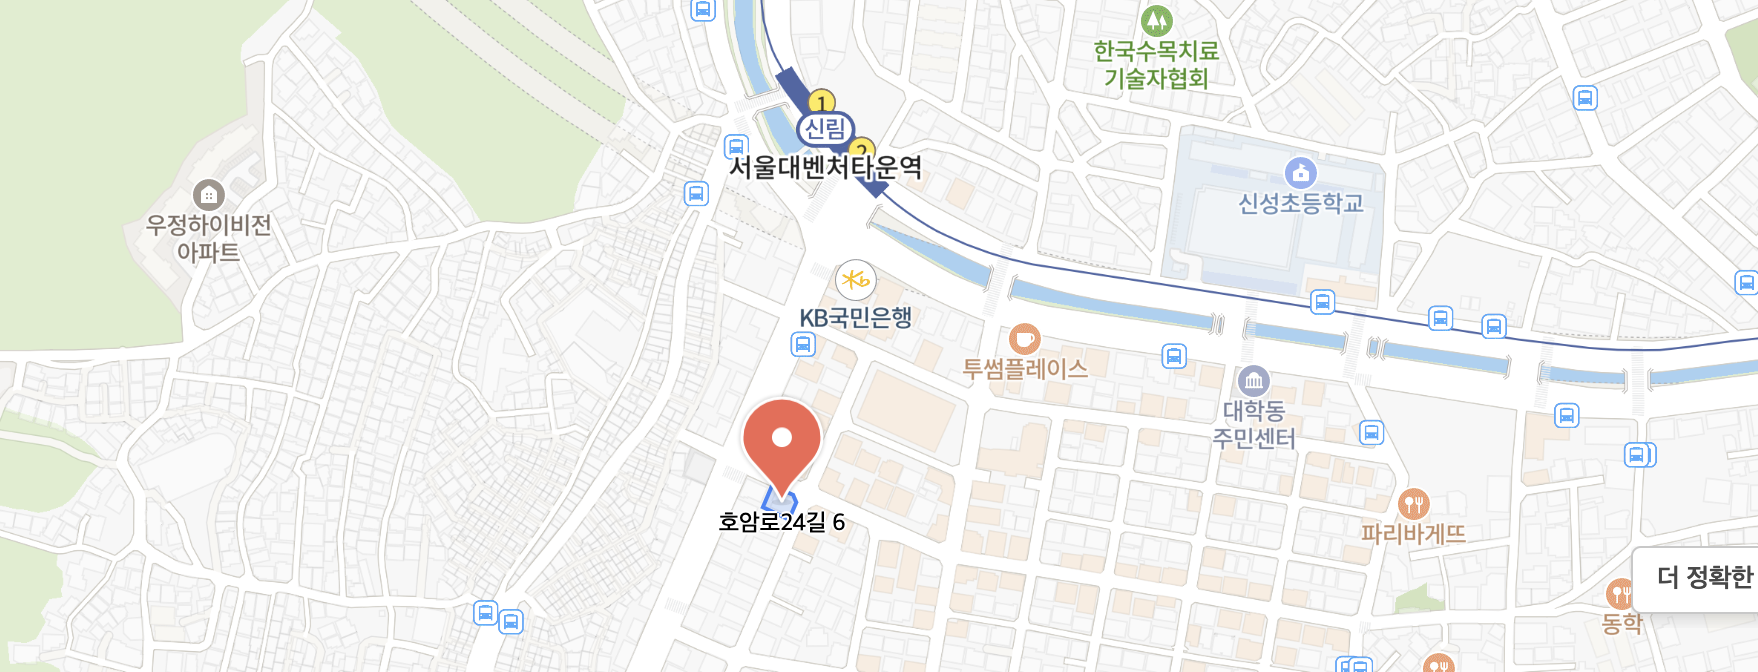 한국수목치료
기술자협회
1
신림
2
서울대벤처타운역
신성초등학교
우정하이비전
아파트
KB
KB국민은행
투썸플레이스
대학동
주민센터
호암로24길 6
파리바게뜨
더 정확한
동학